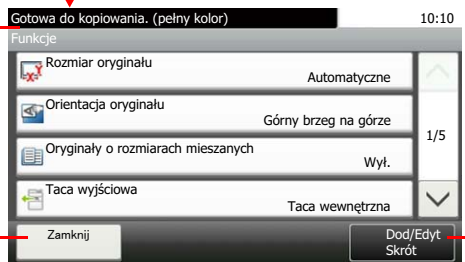 Gotowa do kopiowania. (pełny kolor)
10:10
Funkcje
Rozmiar oryginału
Automatyczne
Orientacja oryginału
Górny brzeg na górze
1/5
Oryginały o rozmiarach mieszanych
Wył.
Taca wyjściowa
Taca wewnętrzna
Zamknij
Dod/Edyt
Skrót